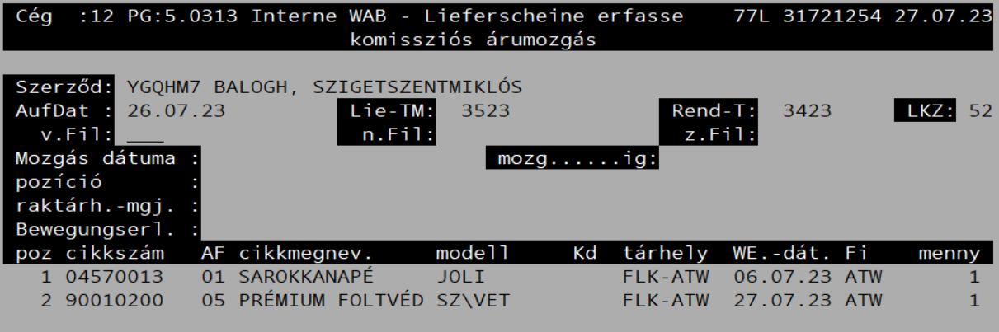 Cég :12 PG:5.0313 Interne WAB - Lieferscheine erfasse 77L 31721254 27.07.23
komissziós árumozgás
Szerződ: YGQHM7 BALOGH, SZIGETSZENTMIKLÓS
AufDat : 26.07.23 Lie-TM: 3523 Rend-T: 3423 LKZ: 52
v.Fil: ___ n.Fil: z.Fil:
Mozgás dátuma : mozg......ig:
pozíció :
raktárh.-mgj. :
Bewegungserl. :
poz cikkszám AF cikkmegnev. modell Kd tárhely WE.-dát. Fi menny
1 04570013 01 SAROKKANAPÉ JOLI FLK-ATW 06.07.23 ATW 1
2 90010200 05 PRÉMIUM FOLTVÉD SZ\VET FLK-ATW 27.07.23 ATW 1